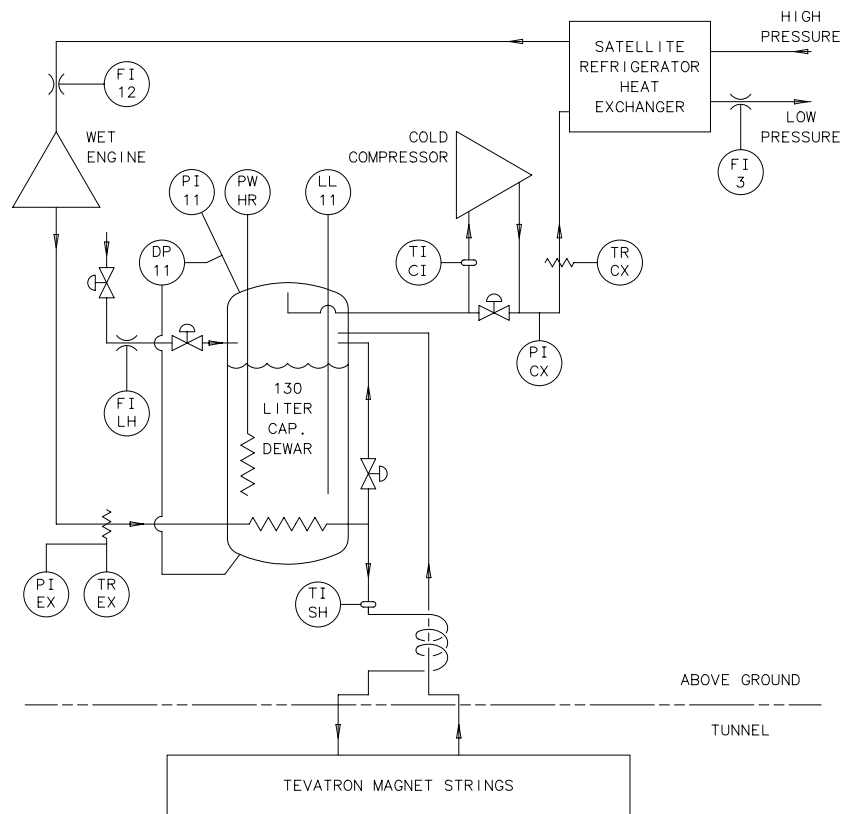 HIGH
PRESSURE
SATELLITE
REFRIGERATOR
HEAT
EXCHANGER
LOW
PRESSURE
FI
12
FI
3
WET
ENGINE
COLD
COMPRESSOR
PI
11
PW
HR
LL
11
DP
11
TI
CI
TR
CX
PI
CX
FI
LH
130
LITER
CAP.
DEWAR
PI
EX
TR
EX
TI
SH
ABOVE GROUND
TUNNEL
TEVATRON MAGNET STRINGS